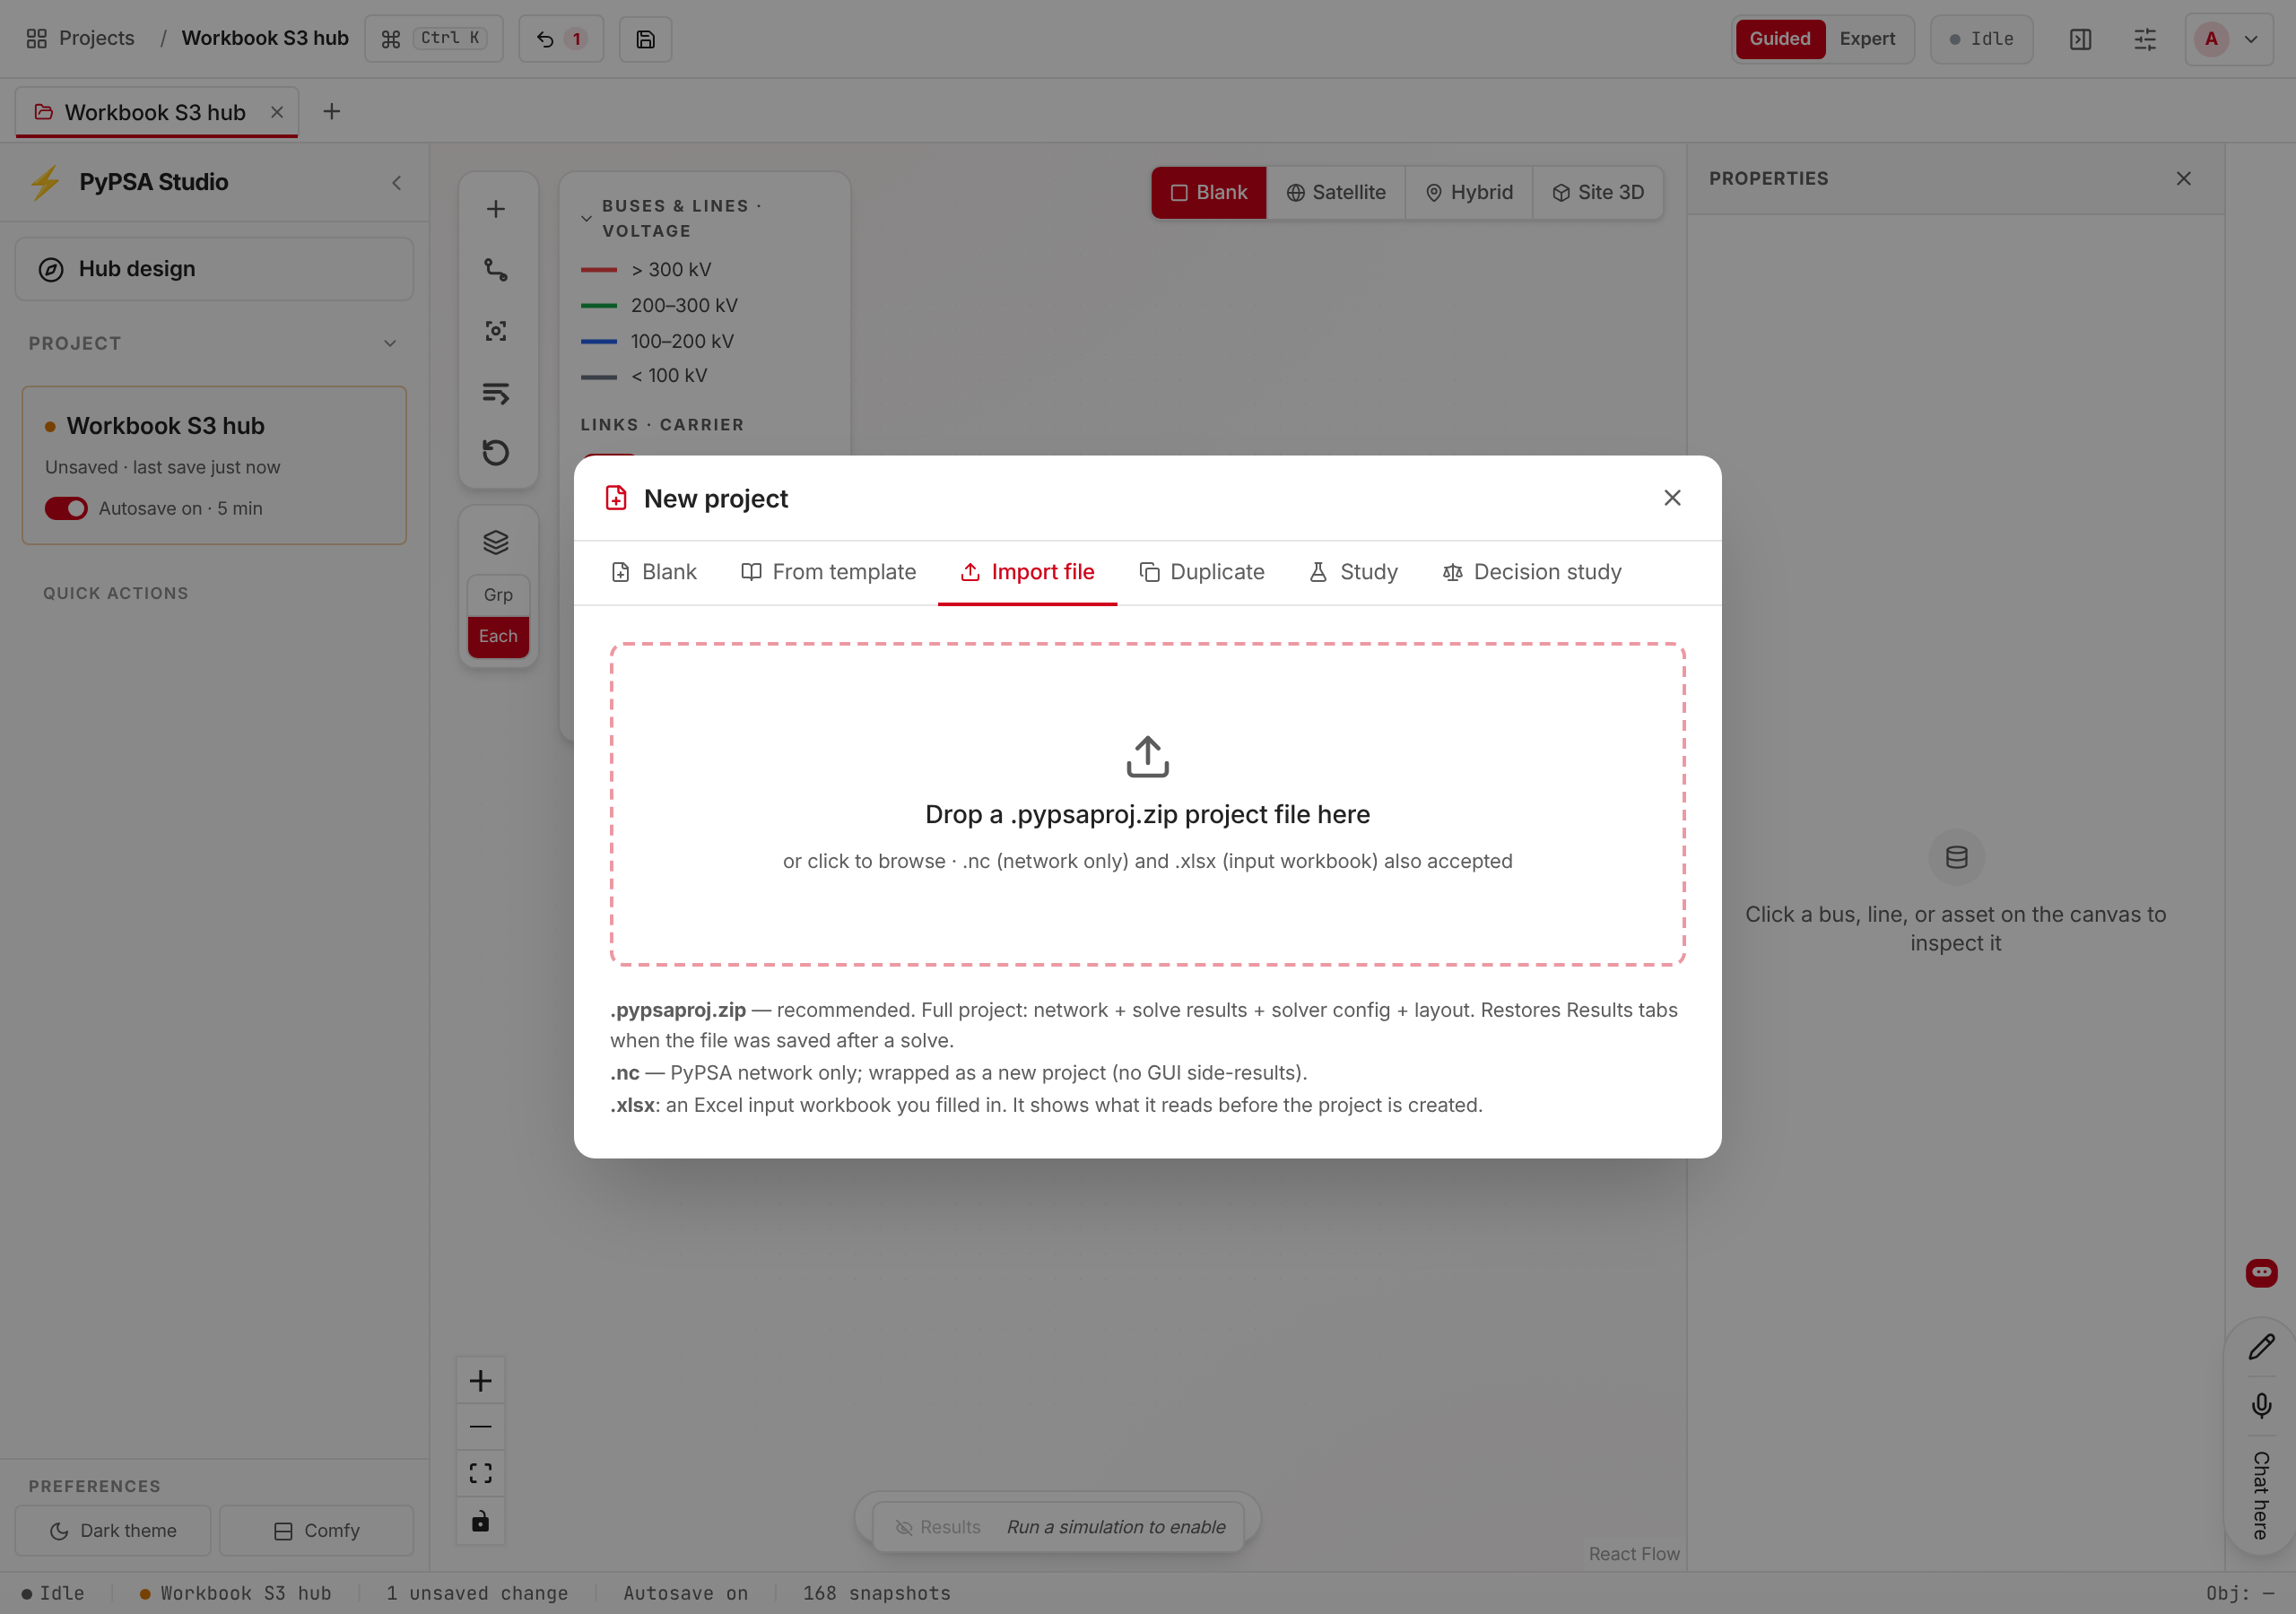 Projects / Workbook S3 hub
Ctrl K
1
Guided
Expert
Idle
A
Workbook S3 hub
PyPSA Studio
Hub design
PROJECT
Workbook S3 hub
Unsaved · last save just now
Autosave on · 5 min
QUICK ACTIONS
PREFERENCES
Dark theme
Comfy
Grp
Each
BUSES & LINES ·
VOLTAGE
> 300 kV
200–300 kV
100–200 kV
< 100 kV
LINKS · CARRIER
Blank
Satellite
Hybrid
Site 3D
PROPERTIES
Click a bus, line, or asset on the canvas to
inspect it
New project
Blank
From template
Import file
Duplicate
Study
Decision study
Drop a .pypsaproj.zip project file here
or click to browse · .nc (network only) and .xlsx (input workbook) also accepted
.pypsaproj.zip — recommended. Full project: network + solve results + solver config + layout. Restores Results tabs
when the file was saved after a solve.
.nc — PyPSA network only; wrapped as a new project (no GUI side-results).
.xlsx: an Excel input workbook you filled in. It shows what it reads before the project is created.
Results
Run a simulation to enable
React Flow
Chat here
Idle
Workbook S3 hub
1 unsaved change
Autosave on
168 snapshots
Obj: —